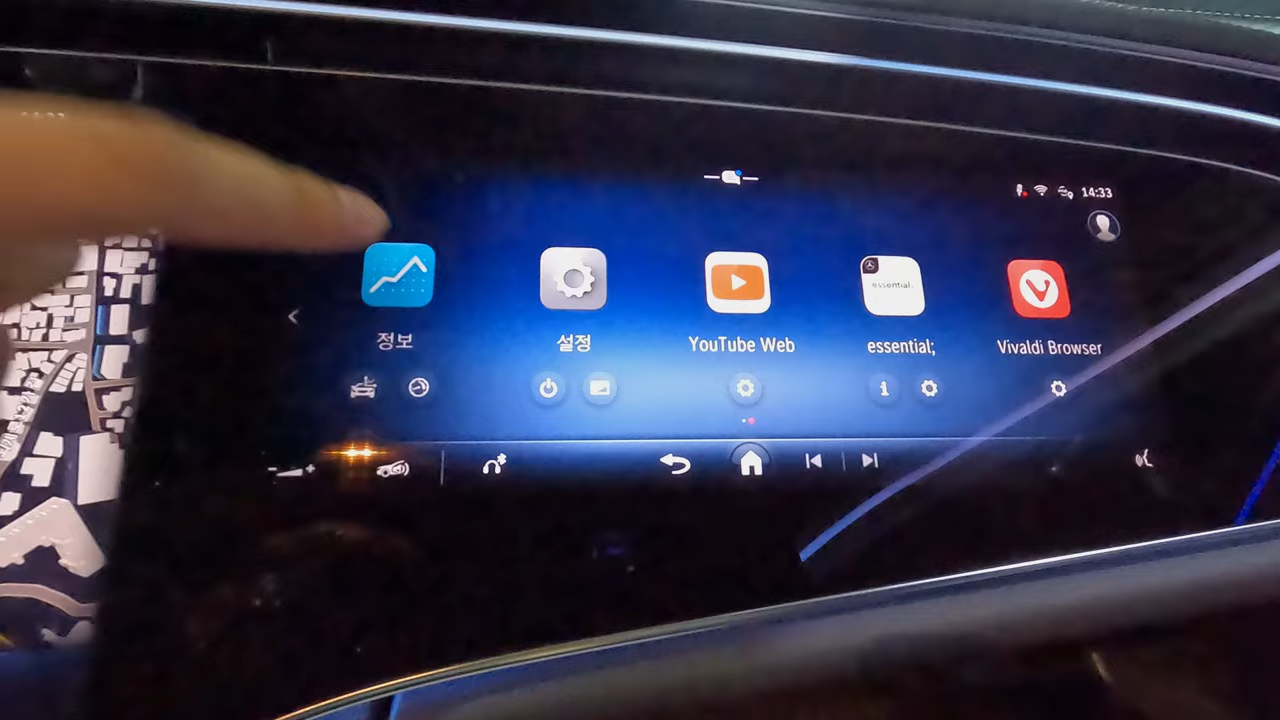 14:33
essential.
정보
설정
YouTube Web
essential;
Vivaldi Browser